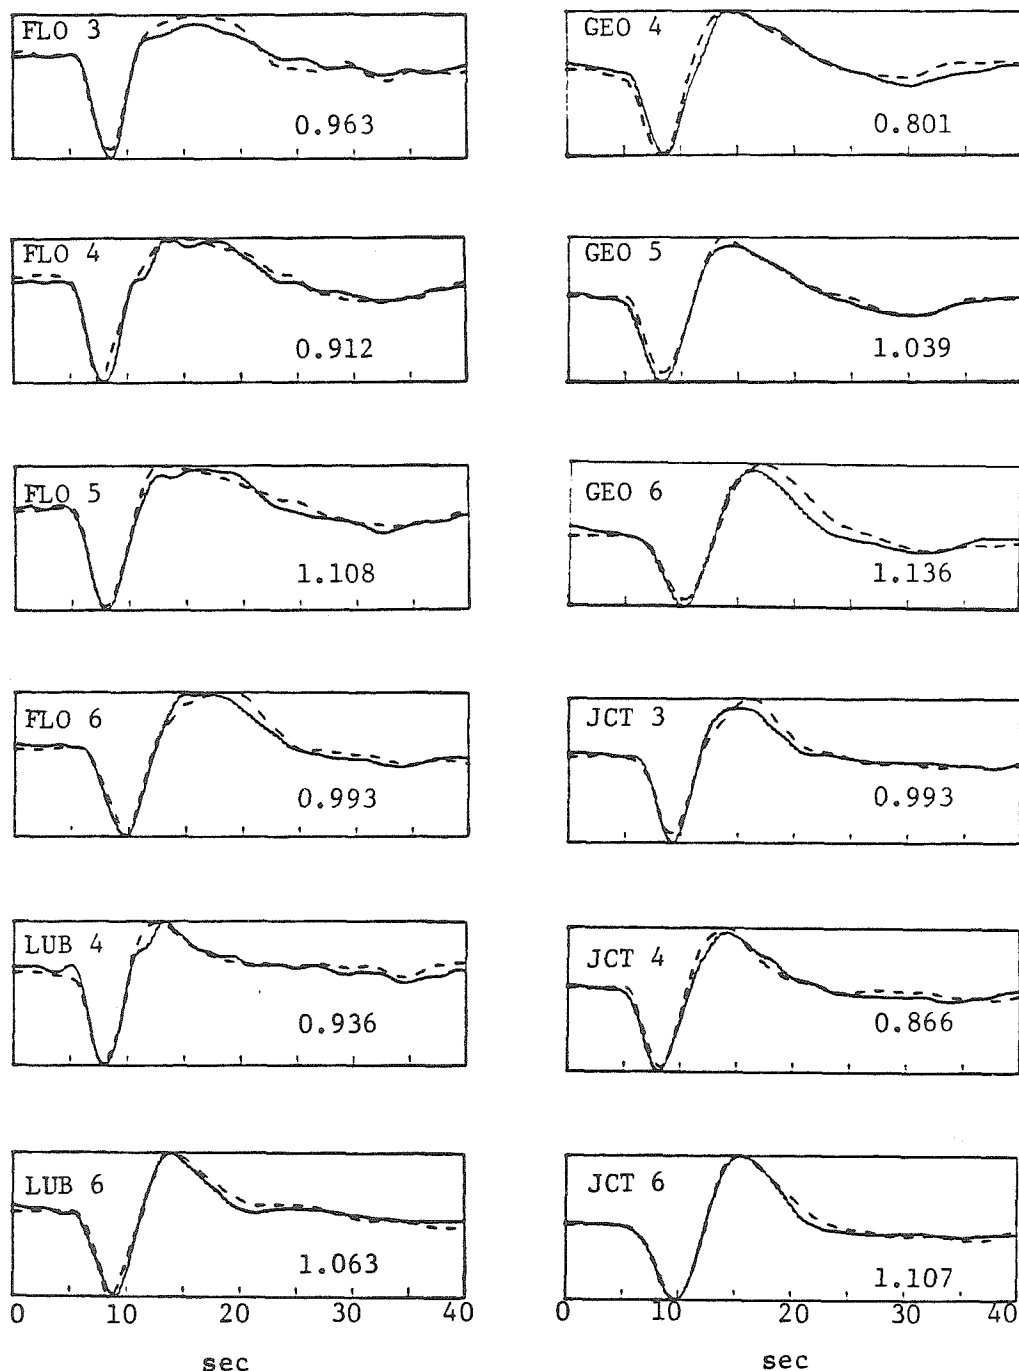 FLO 3
0.963
FLO 4
0.912
FLO 5
1.108
FLO 6
0.993
LUB 4
0.936
LUB 6
1.063
0 10 20 30 40
sec
GEO 4
0.801
GEO 5
1.039
GEO 6
1.136
JCT 3
0.993
JCT 4
0.866
JCT 6
1.107
0 10 20 30 40
sec